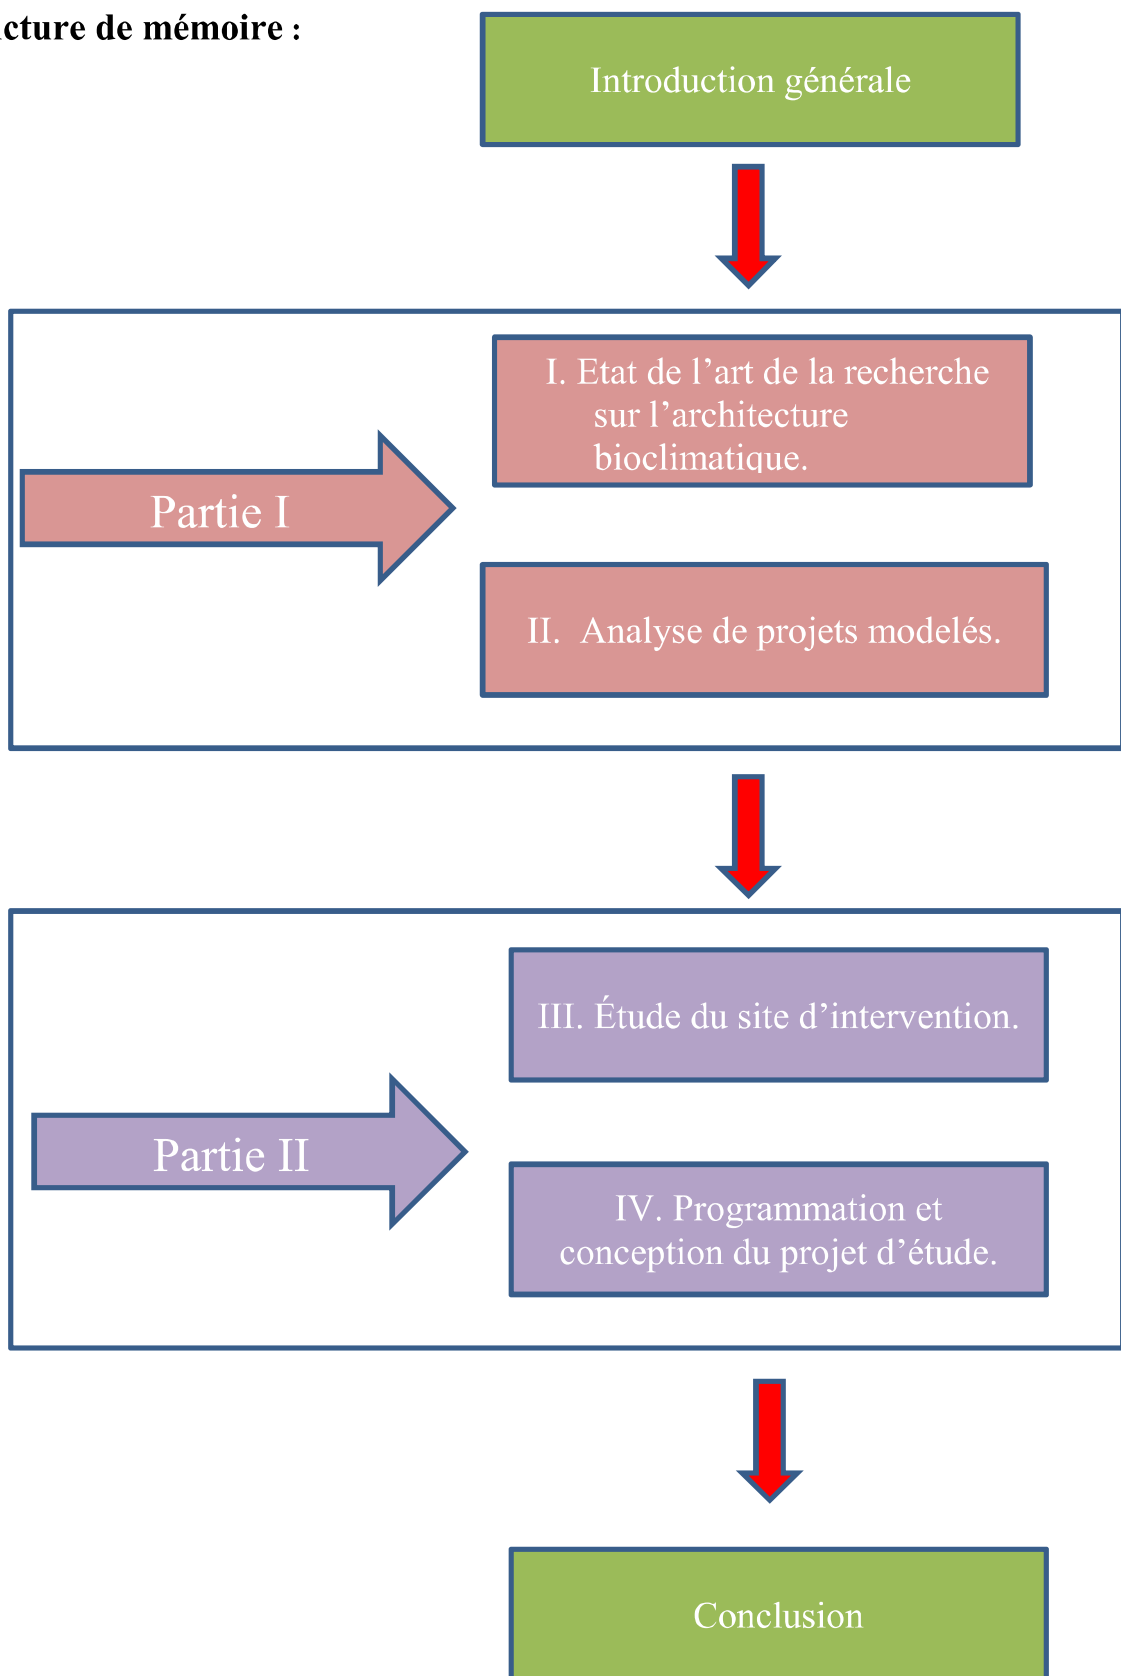 cture de mémoire :
Introduction générale
I. Etat de l’art de la recherche
sur l’architecture
bioclimatique.
Partie I
II. Analyse de projets modelés.
III. Étude du site d’intervention.
Partie II
IV. Programmation et
conception du projet d’étude.
Conclusion